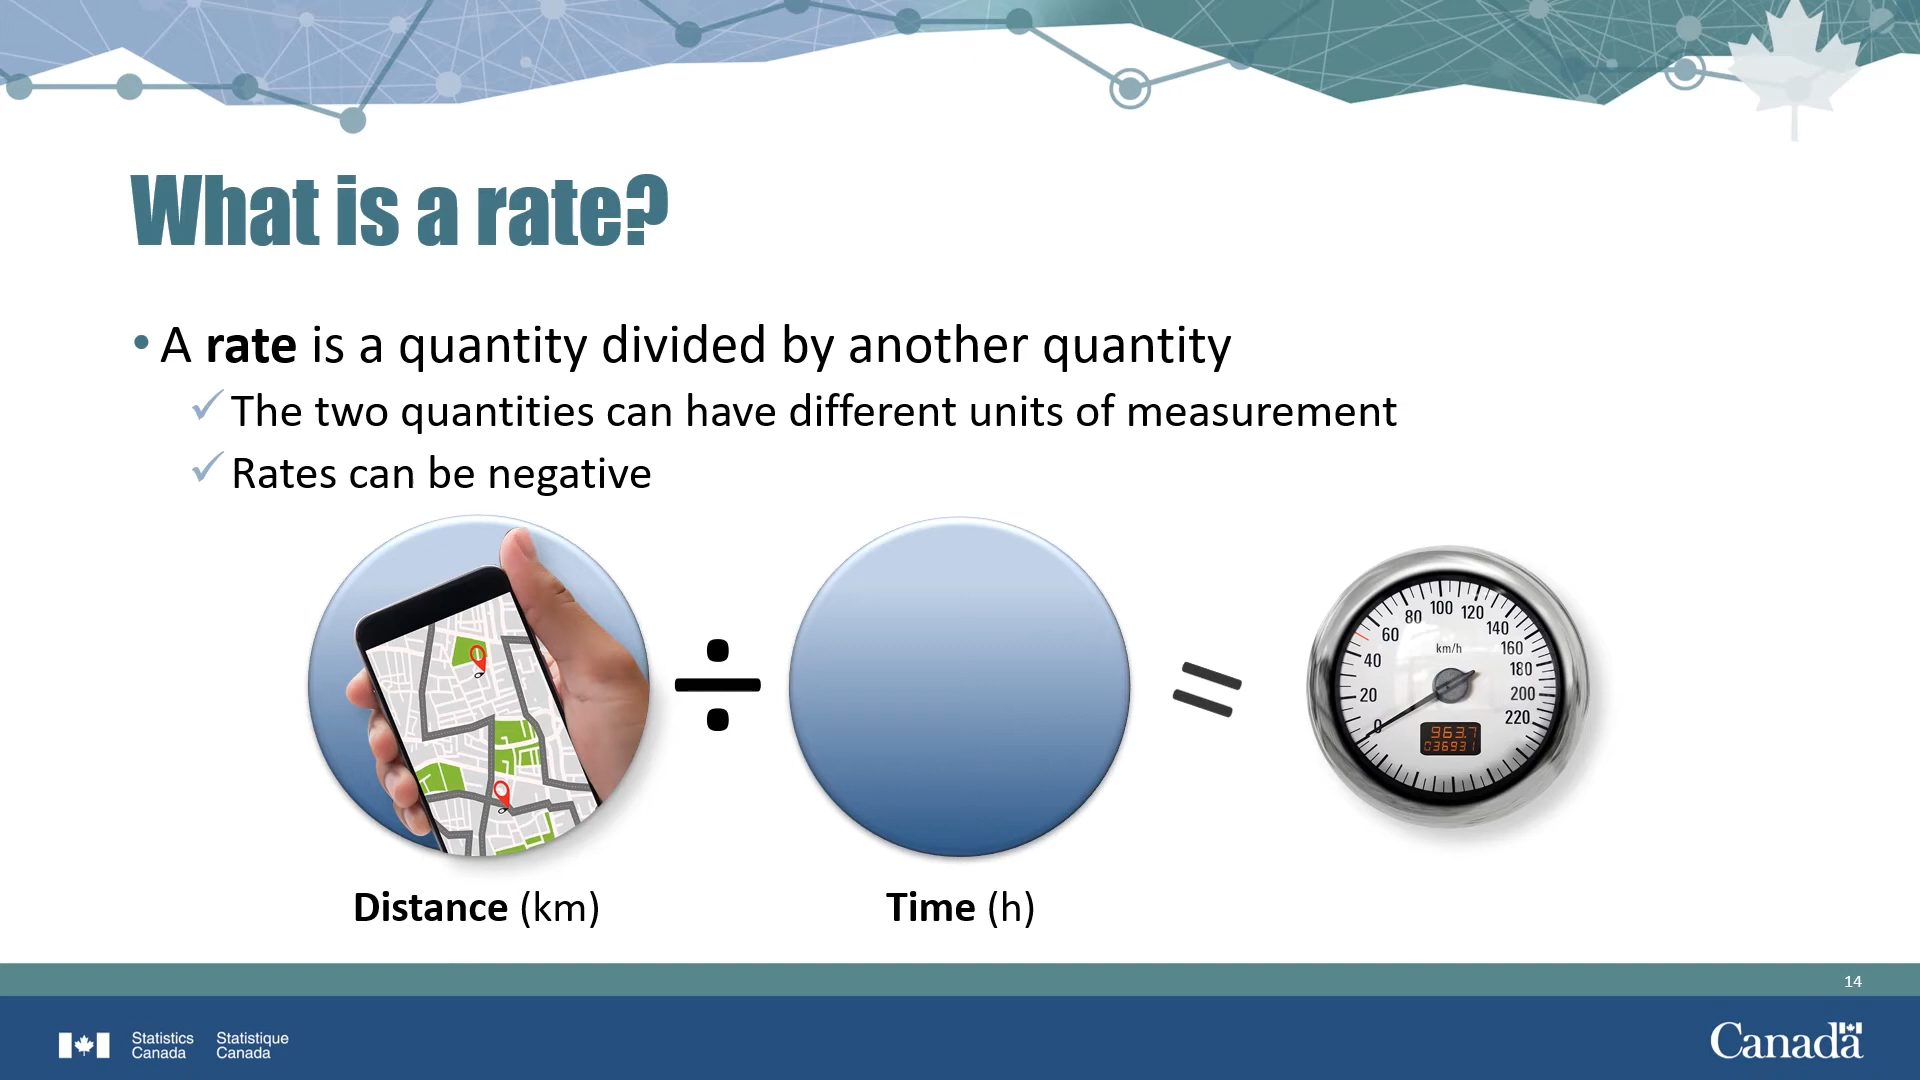 What is a rate?
• A rate is a quantity divided by another quantity
✓ The two quantities can have different units of measurement
✓ Rates can be negative
÷
=
0
20
40
60
80
100
120
140
160
180
200
220
km/h
963.7
036931
Distance (km)
Time (h)
14
Statistics Statistique
Canada Canada
Canada